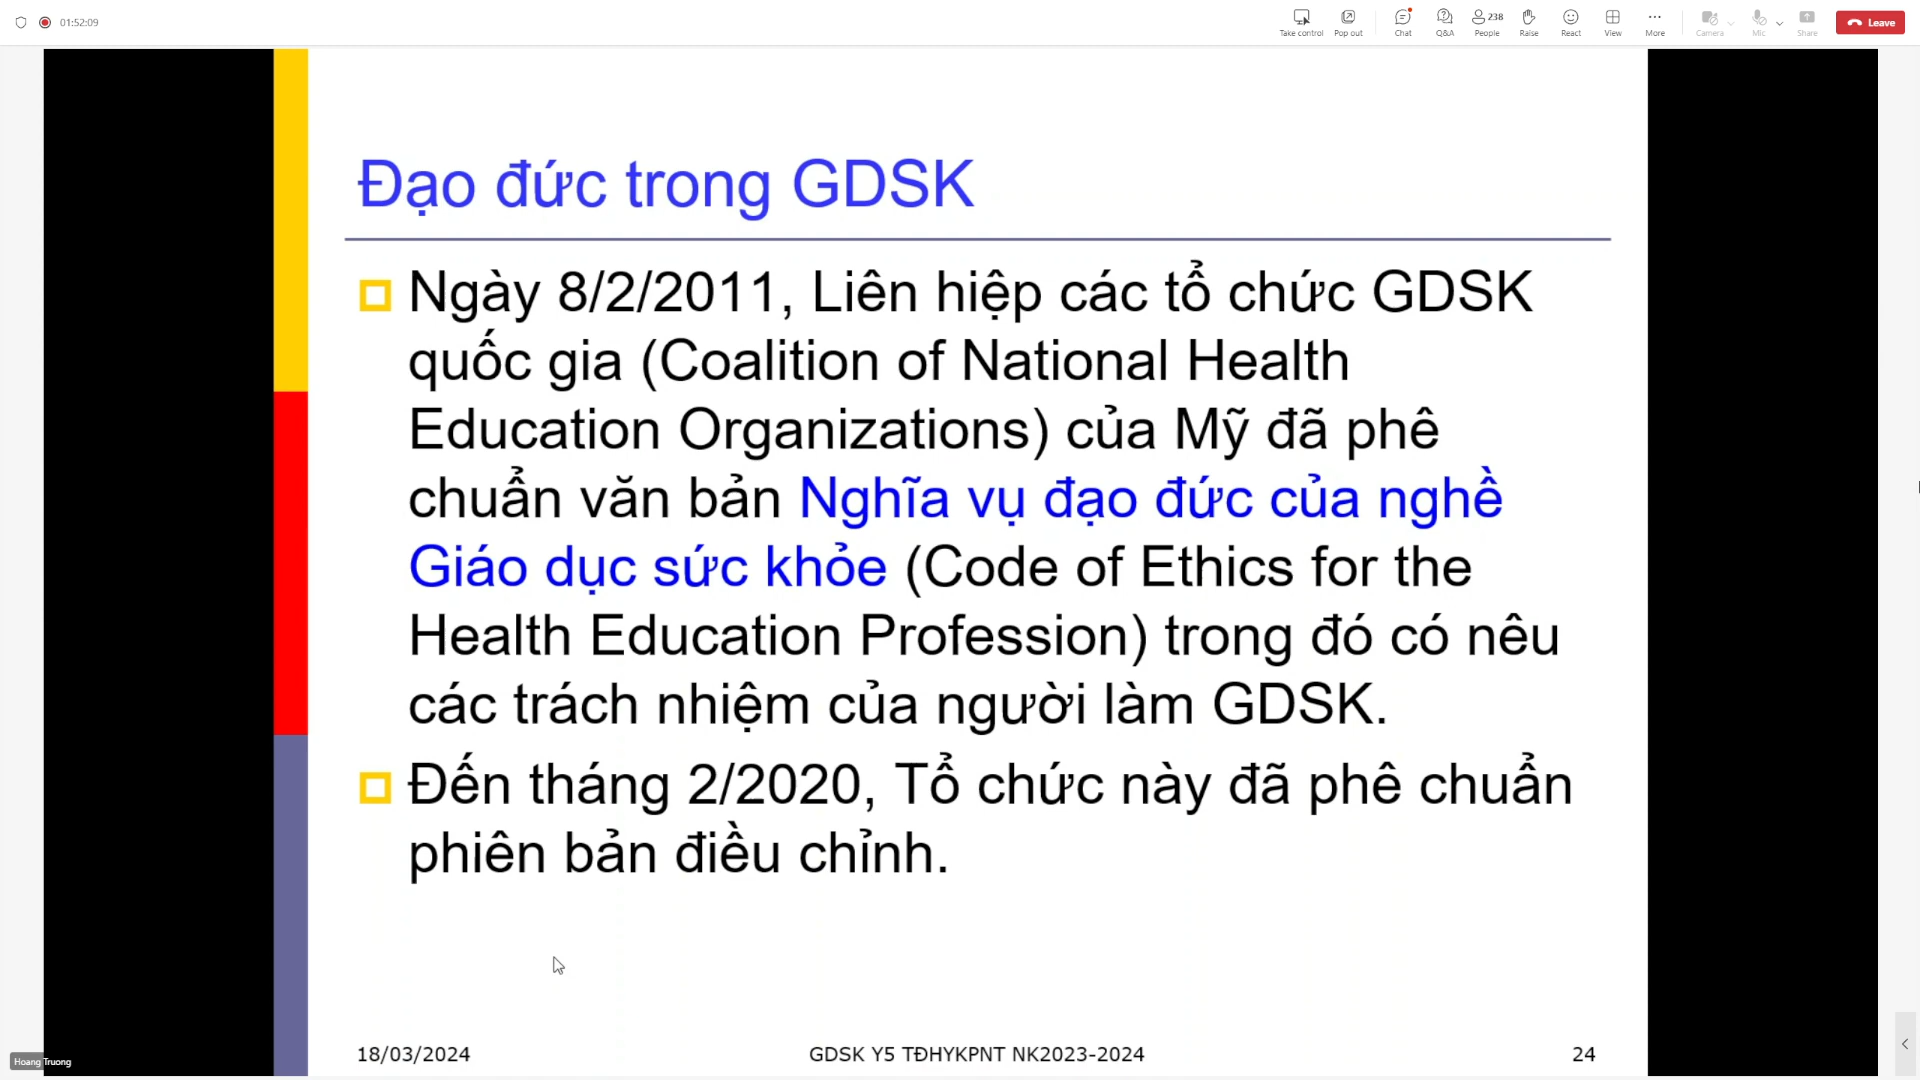 01:52:09
Take control
Pop out
Chat
Q&A
238
People
Raise
React
View
More
Camera
Mic
Share
Leave
Đạo đức trong GDSK
Ngày 8/2/2011, Liên hiệp các tổ chức GDSK
quốc gia (Coalition of National Health
Education Organizations) của Mỹ đã phê
chuẩn văn bản Nghĩa vụ đạo đức của nghề
Giáo dục sức khỏe (Code of Ethics for the
Health Education Profession) trong đó có nêu
các trách nhiệm của người làm GDSK.
Đến tháng 2/2020, Tổ chức này đã phê chuẩn
phiên bản điều chỉnh.
18/03/2024
GDSK Y5 TĐHYKPNT NK2023-2024
24
Hoang Truong